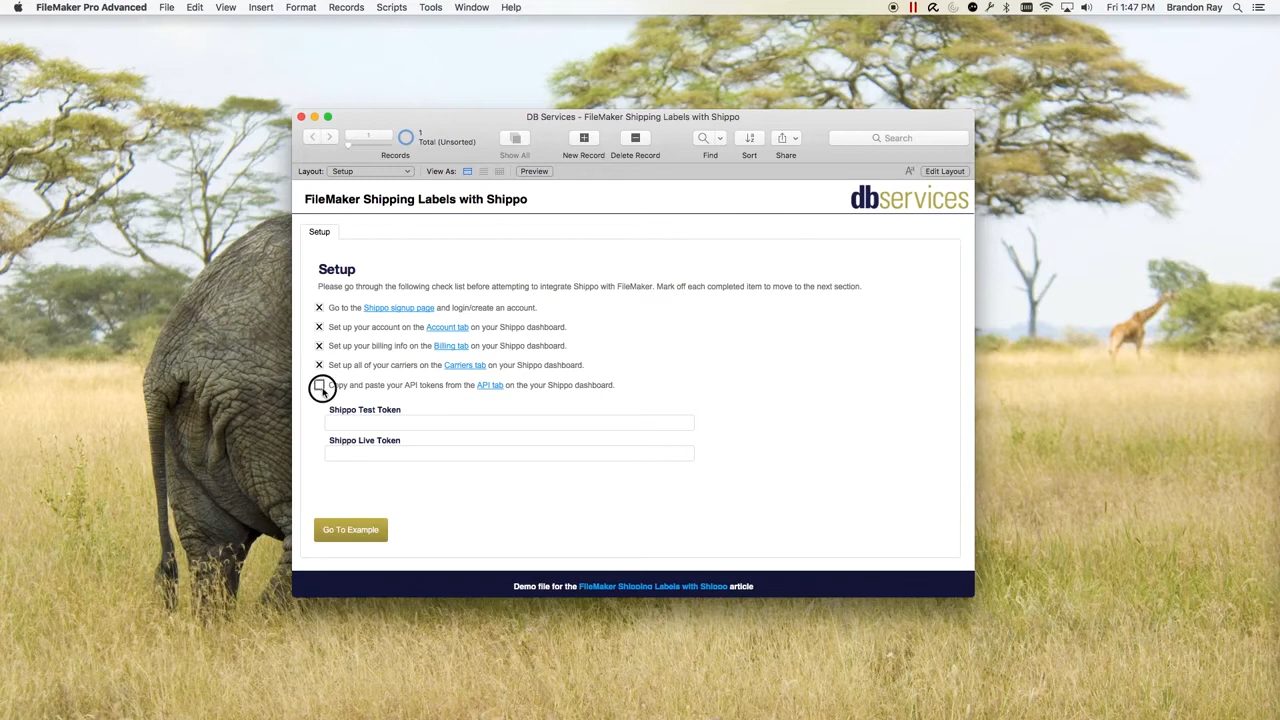 FileMaker Pro Advanced File Edit View Insert Format Records Scripts Tools Window Help Fri 1:47 PM Brandon Ray
DB Services - FileMaker Shipping Labels with Shippo
1 1 Total (Unsorted) Search
Records Show All New Record Delete Record Find Sort Share
Layout: Setup View As: Preview Edit Layout
FileMaker Shipping Labels with Shippo dbservices
Setup
Setup
Please go through the following check list before attempting to integrate Shippo with FileMaker. Mark off each completed item to move to the next section.
X Go to the Shippo signup page and login/create an account.
X Set up your account on the Account tab on your Shippo dashboard.
X Set up your billing info on the Billing tab on your Shippo dashboard.
X Set up all of your carriers on the Carriers tab on your Shippo dashboard.
Copy and paste your API tokens from the API tab on the your Shippo dashboard.
Shippo Test Token
Shippo Live Token
Go To Example
Demo file for the FileMaker Shipping Labels with Shippo article